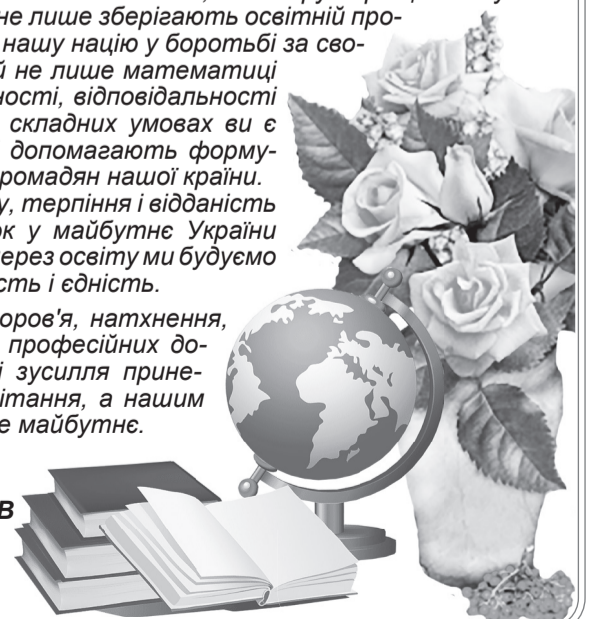 не лише зберігають освітній про-
нашу націю у боротьбі за сво-
й не лише математиці
ності, відповідальності
складних умовах ви є
допомагають форму-
ромадян нашої країни.
у, терпіння і відданість
ок у майбутнє України
через освіту ми будуємо
ість і єдність.
оров'я, натхнення,
професійних до-
і зусилля прине-
ітання, а нашим
е майбутнє.
В